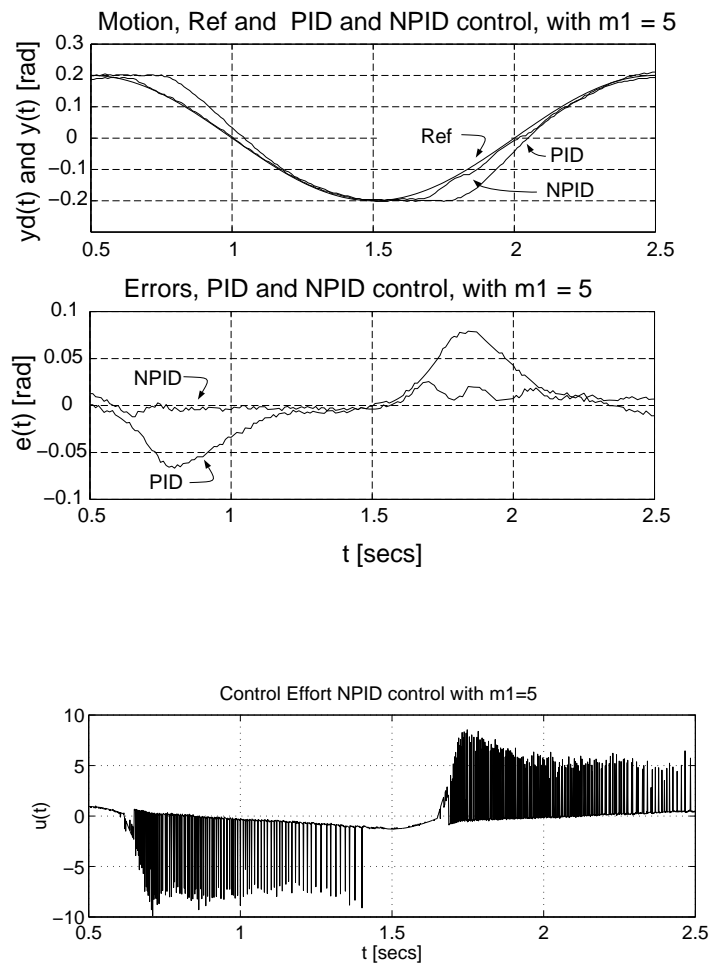 Motion, Ref and PID and NPID control, with m1 = 5
yd(t) and y(t) [rad]
0.3
0.2
0.1
0
−0.1
−0.2
Ref
PID
NPID
0.5
1
1.5
2
2.5
Errors, PID and NPID control, with m1 = 5
e(t) [rad]
0.1
0.05
0
−0.05
−0.1
NPID
PID
0.5
1
1.5
2
2.5
t [secs]
Control Effort NPID control with m1=5
u(t)
10
5
0
−5
−10
0.5
1
1.5
2
2.5
t [secs]